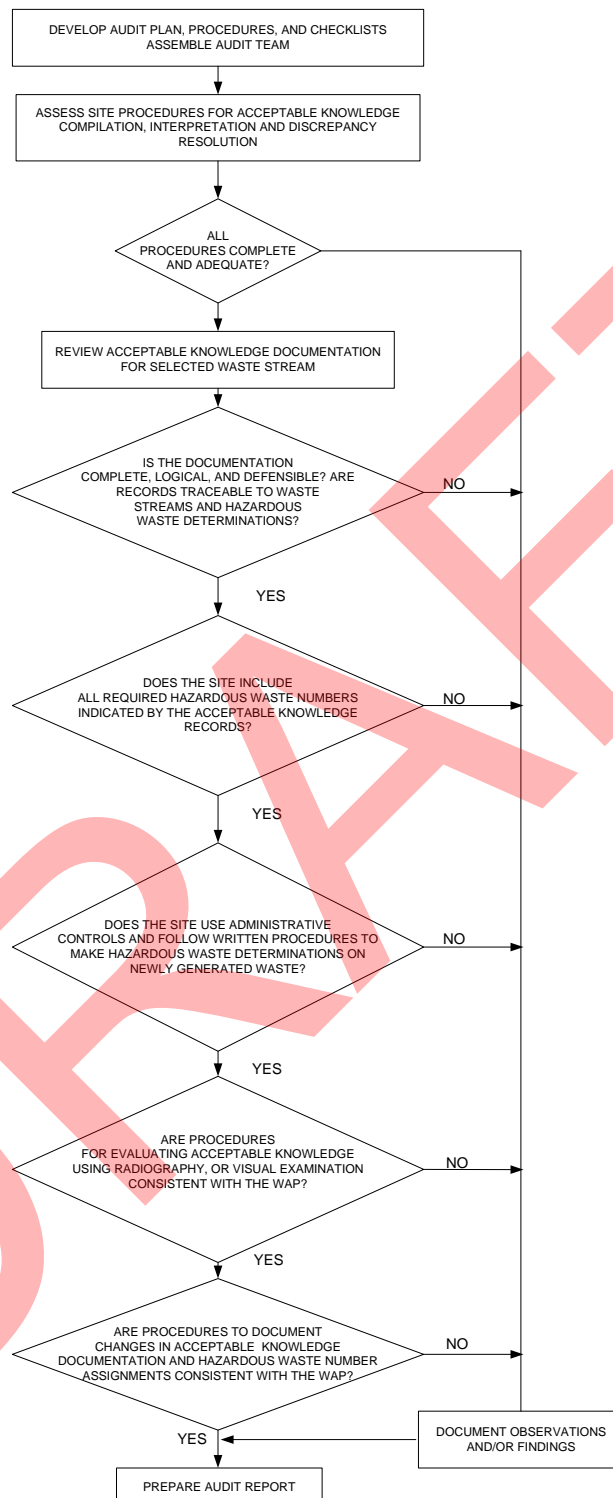 DEVELOP AUDIT PLAN, PROCEDURES, AND CHECKLISTS
ASSEMBLE AUDIT TEAM
ASSESS SITE PROCEDURES FOR ACCEPTABLE KNOWLEDGE
COMPILATION, INTERPRETATION AND DISCREPANCY
RESOLUTION
ALL
PROCEDURES COMPLETE
AND ADEQUATE?
REVIEW ACCEPTABLE KNOWLEDGE DOCUMENTATION
FOR SELECTED WASTE STREAM
IS THE DOCUMENTATION
COMPLETE, LOGICAL, AND DEFENSIBLE? ARE
RECORDS TRACEABLE TO WASTE
STREAMS AND HAZARDOUS
WASTE DETERMINATIONS?
NO
YES
DOES THE SITE INCLUDE
ALL REQUIRED HAZARDOUS WASTE NUMBERS
INDICATED BY THE ACCEPTABLE KNOWLEDGE
RECORDS?
NO
YES
DOES THE SITE USE ADMINISTRATIVE
CONTROLS AND FOLLOW WRITTEN PROCEDURES TO
MAKE HAZARDOUS WASTE DETERMINATIONS ON
NEWLY GENERATED WASTE?
NO
YES
ARE PROCEDURES
FOR EVALUATING ACCEPTABLE KNOWLEDGE
USING RADIOGRAPHY, OR VISUAL EXAMINATION
CONSISTENT WITH THE WAP?
NO
YES
ARE PROCEDURES TO DOCUMENT
CHANGES IN ACCEPTABLE KNOWLEDGE
DOCUMENTATION AND HAZARDOUS WASTE NUMBER
ASSIGNMENTS CONSISTENT WITH THE WAP?
NO
YES
DOCUMENT OBSERVATIONS
AND/OR FINDINGS
PREPARE AUDIT REPORT